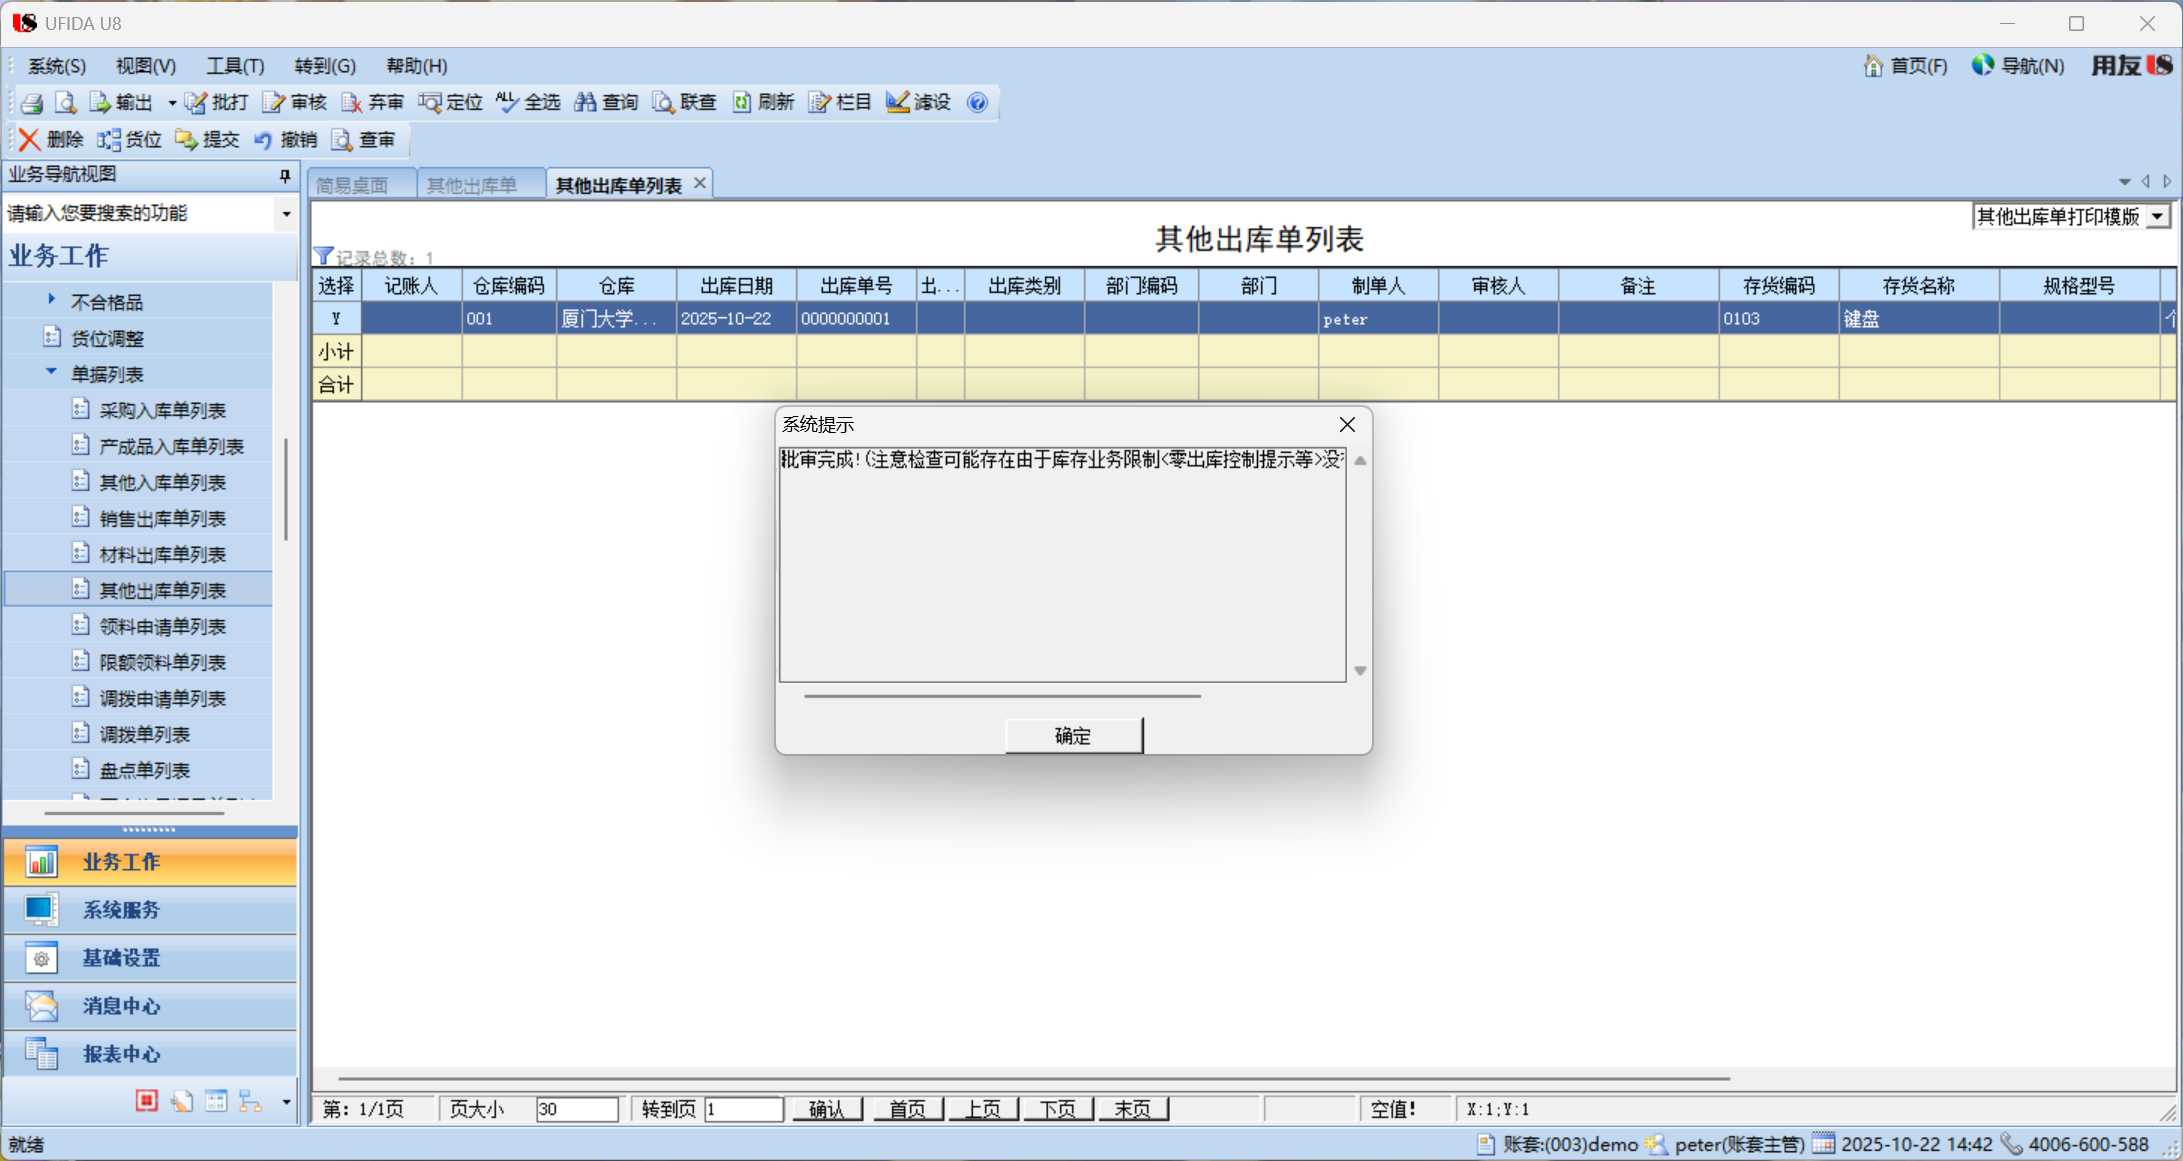 UFIDA U8
系统(S) 视图(V) 工具(T) 转到(G) 帮助(H) 首页(F) 导航(N) 用友U8
输出 批打 审核 弃审 定位 ALL 全选 查询 联查 刷新 栏目 滤设
删除 货位 提交 撤销 查审
业务导航视图
简易桌面 其他出库单 其他出库单列表
请输入您要搜索的功能
其他出库单打印模版
业务工作
其他出库单列表
记录总数: 1
选择 记账人 仓库编码 仓库 出库日期 出库单号 出... 出库类别 部门编码 部门 制单人 审核人 备注 存货编码 存货名称 规格型号
Y 001 厦门大学... 2025-10-22 0000000001 peter 0103 键盘 个
小计
合计
不合格品
货位调整
单据列表
采购入库单列表
产成品入库单列表
其他入库单列表
销售出库单列表
材料出库单列表
其他出库单列表
领料申请单列表
限额领料单列表
调拨申请单列表
调拨单列表
盘点单列表
系统提示
批审完成!(注意检查可能存在由于库存业务限制<零出库控制提示等>没
确定
业务工作
系统服务
基础设置
消息中心
报表中心
第: 1/1页 页大小 30 转到页 1 确认 首页 上页 下页 末页 空值! X:1;Y:1
就绪 账套:(003)demo peter(账套主管) 2025-10-22 14:42 4006-600-588